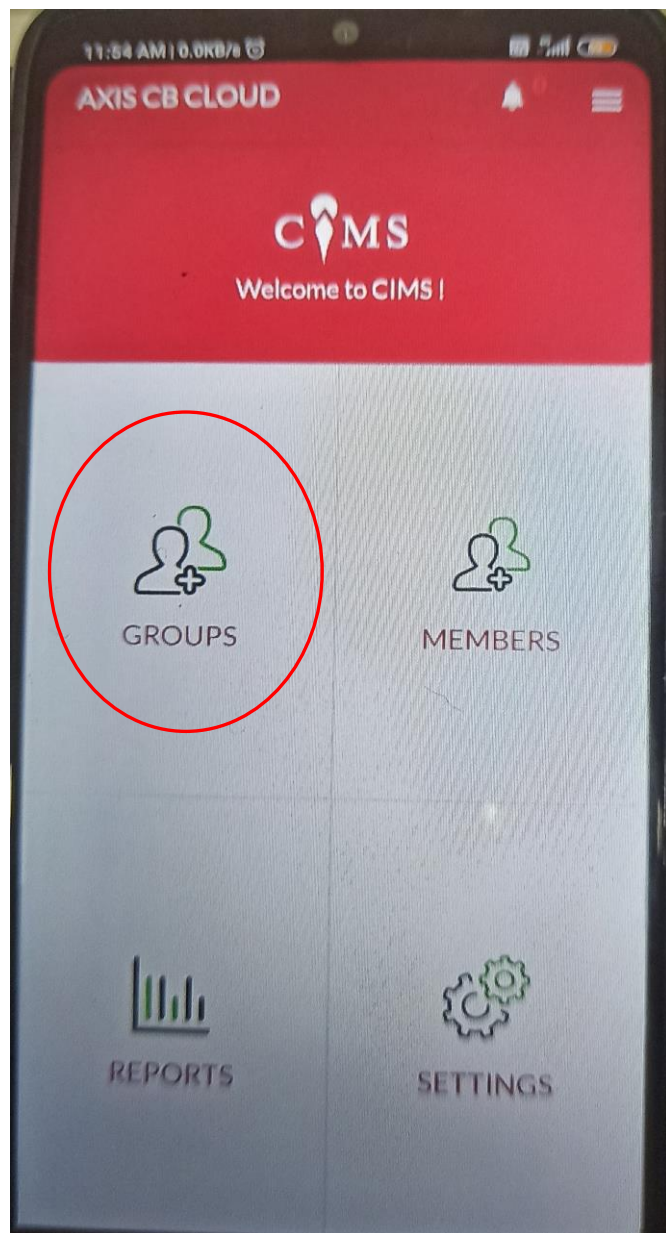 11:54 AM | 0.0KB/s
AXIS CB CLOUD
CIMS
Welcome to CIMS !
GROUPS
MEMBERS
REPORTS
SETTINGS